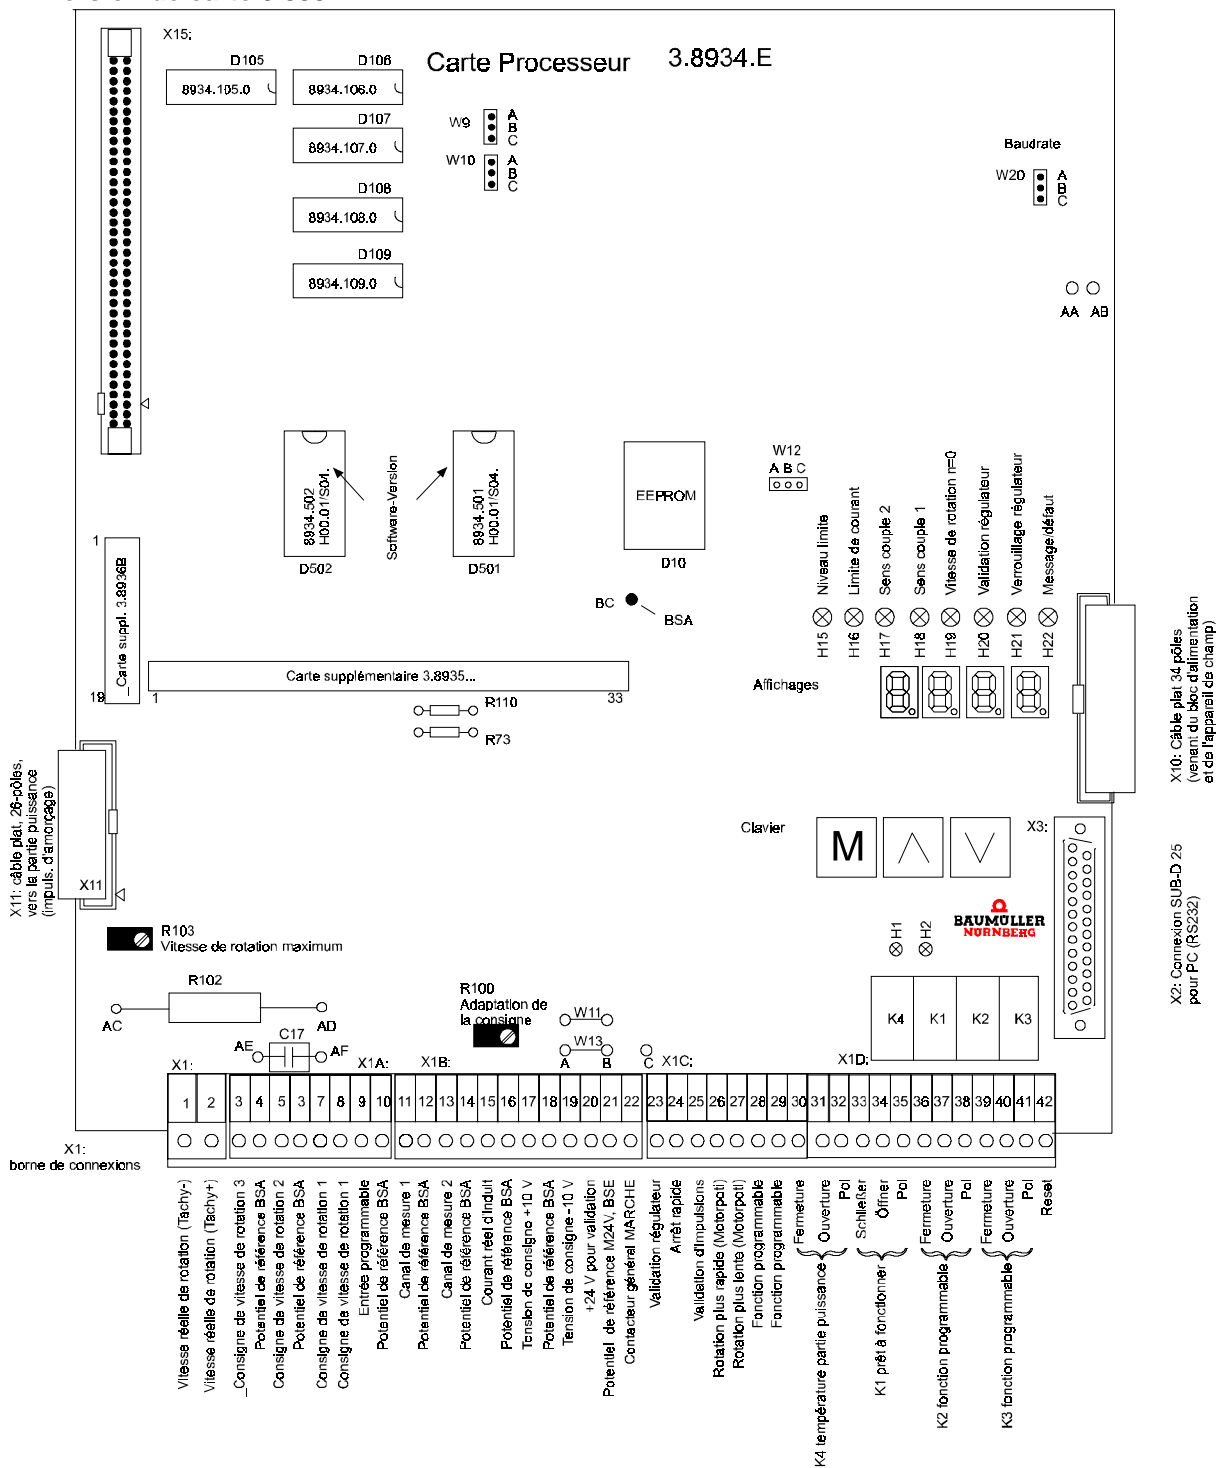 X15:
D105
8934.105.0
D106
8934.106.0
Carte Processeur 3.8934.E
D107
8934.107.0
W9
A
B
C
W10
A
B
C
D108
8934.108.0
D109
8934.109.0
Baudrate
W20
A
B
C
AA AB
8934.502
H00.01/S04.
D502
Software-Version
8934.501
H00.01/S04.
D501
EEPROM
D10
W12
A B C
Niveau limite
Limite de courant
Sens couple 2
Sens couple 1
Vitesse de rotation n=0
Validation régulateur
Verrouillage régulateur
Message/défaut
H15
H16
H17
H18
H19
H20
H21
H22
BC
BSA
1
_Carte suppl. 3.8936B
19
Carte supplémentaire 3.8935...
1
33
R110
R73
Affichages
X10: Câble plat 34 pôles
(venant du bloc d'alimentation
et de l'appareil de champ)
X11: câble plat, 26-pôles,
vers la partie puissance
(impuls. d'amorçage)
X11
Clavier
M
X3:
H1
H2
BAUMÜLLER
NÜRNBERG
X2: Connexion SUB-D 25
pour PC (RS232)
R103
Vitesse de rotation maximum
R102
AC
AD
R100
Adaptation de
la consigne
W11
W13
A
B
C
AE
C17
AF
K4
K1
K2
K3
X1:
X1A:
X1B:
X1C:
X1D:
1 2 3 4 5 3 7 8 9 10 11 12 13 14 15 16 17 18 19 20 21 22 23 24 25 26 27 28 29 30 31 32 33 34 35 36 37 38 39 40 41 42
X1:
borne de connexions
Vitesse réelle de rotation (Tachy-)
Vitesse réelle de rotation (Tachy+)
_Consigne de vitesse de rotation 3
Potentiel de référence BSA
Consigne de vitesse de rotation 2
Potentiel de référence BSA
Consigne de vitesse de rotation 1
Consigne de vitesse de rotation 1
Entrée programmable
Potentiel de référence BSA
Canal de mesure 1
Potentiel de référence BSA
Canal de mesure 2
Potentiel de référence BSA
Courant réel d'induit
Potentiel de référence BSA
Tension de consigne +10 V
Potentiel de référence BSA
Tension de consigne -10 V
+24 V pour validation
Potentiel de référence M24V, BSE
Contacteur général MARCHE
Validation régulateur
Arrêt rapide
Validation d'Impulsions
Rotation plus rapide (Motorpoti)
Rotation plus lente (Motorpoti)
Fonction programmable
Fonction programmable
Fermeture
Ouverture
Pol
K4 température partie puissance
Schließer
Öffner
Pol
K1 prêt à fonctionner
Fermeture
Ouverture
Pol
K2 fonction programmable
Fermeture
Ouverture
Pol
K3 fonction programmable
Reset